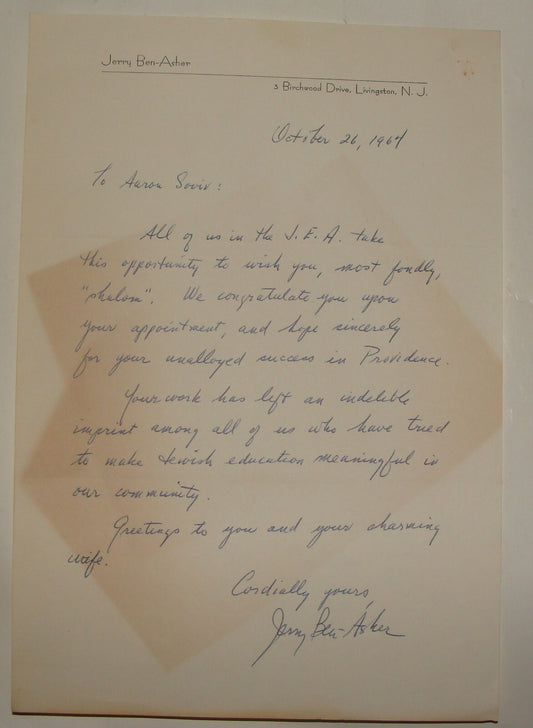 Jerry Ben-Asher
3 Birchwood Drive, Livingston, N. J.
October 26, 1964
To Aaron Soviv:
All of us in the J.E.A. take
this opportunity to wish you, most fondly,
"shalom". We congratulate you upon
your appointment, and hope sincerely
for your unalloyed success in Providence.
Your work has left an indelible
imprint among all of us who have tried
to make Jewish education meaningful in
our community.
Greetings to you and your charming
wife.
Cordially yours,
Jerry Ben-Asher